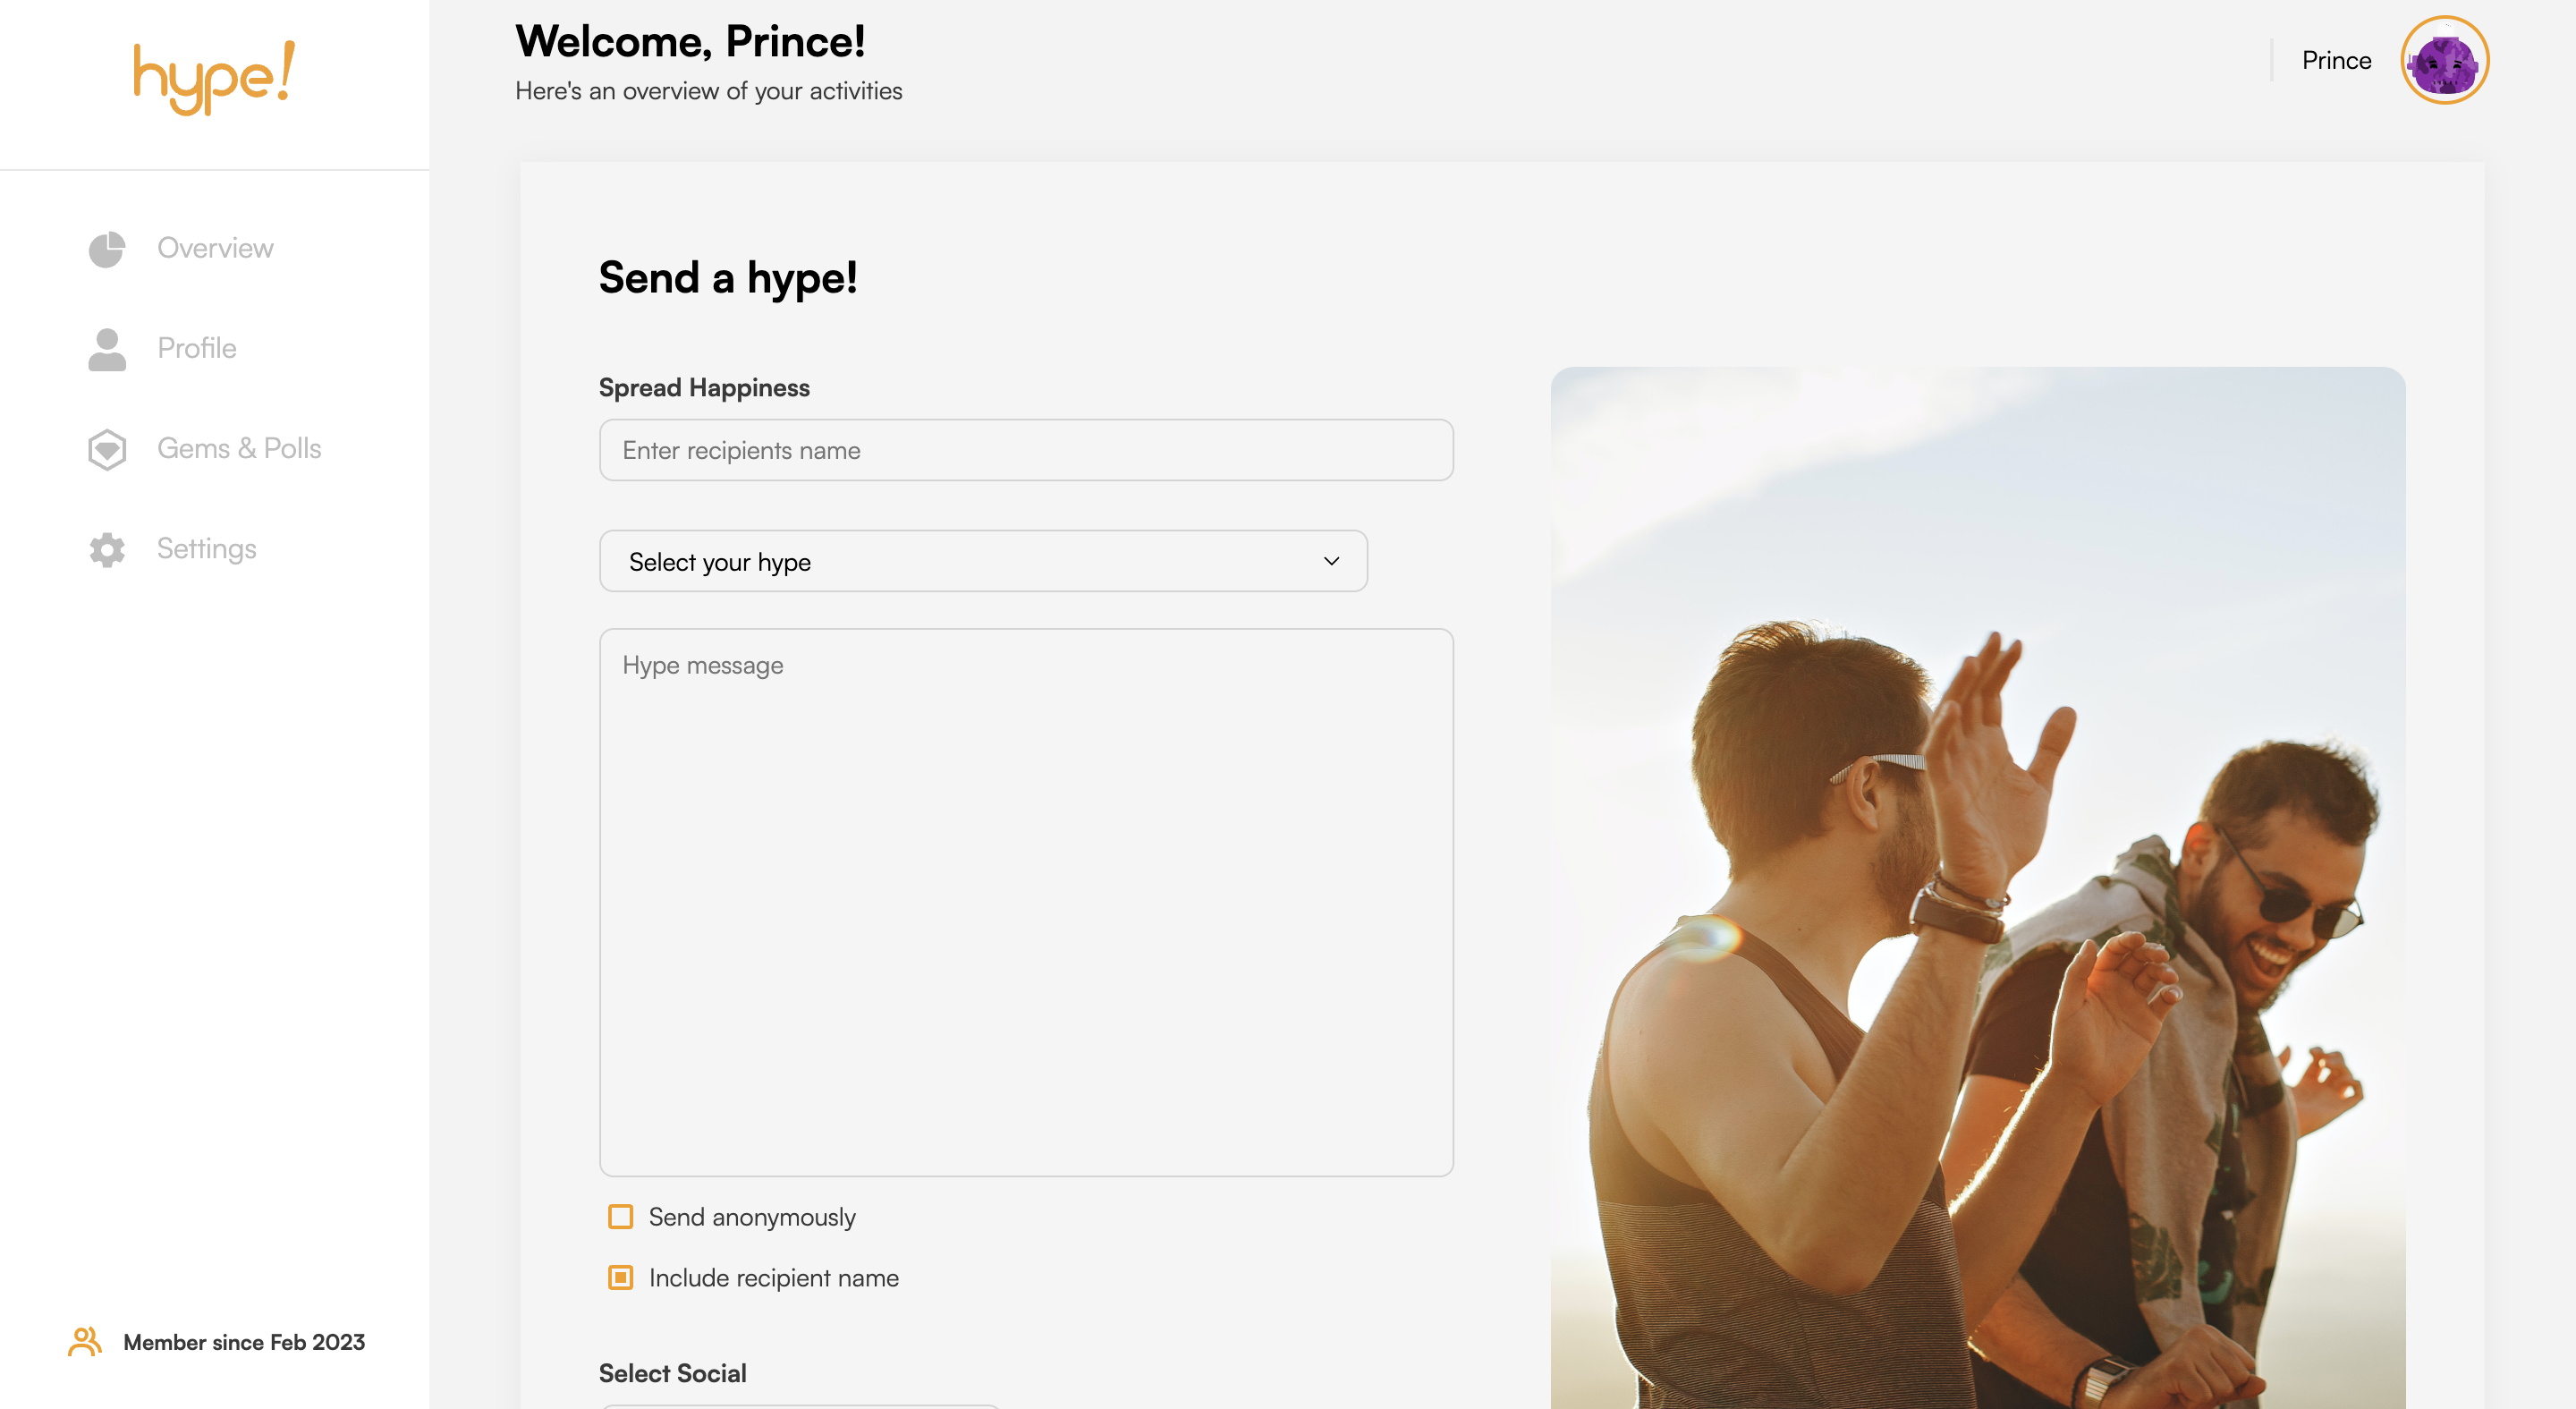 hype!
Overview
Profile
Gems & Polls
Settings
Member since Feb 2023
Welcome, Prince!
Here's an overview of your activities
Prince
Send a hype!
Spread Happiness
Enter recipients name
Select your hype
Hype message
Send anonymously
Include recipient name
Select Social